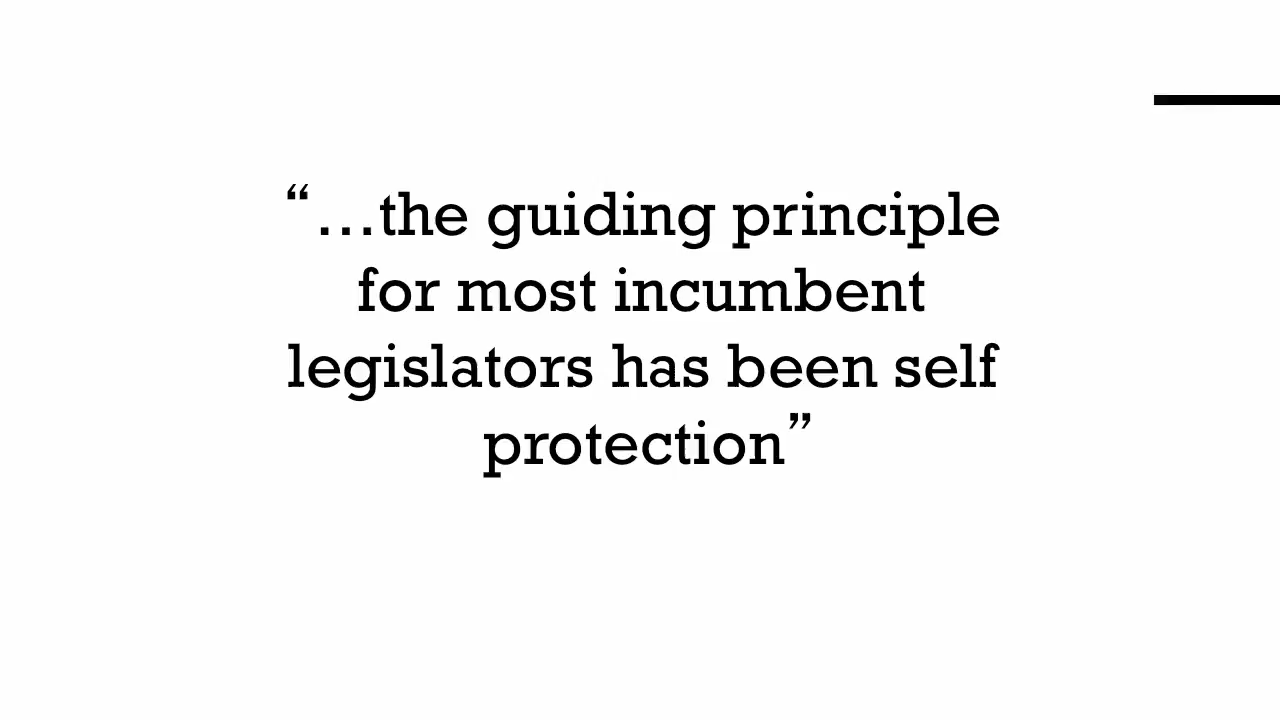 “…the guiding principle
for most incumbent
legislators has been self
protection”